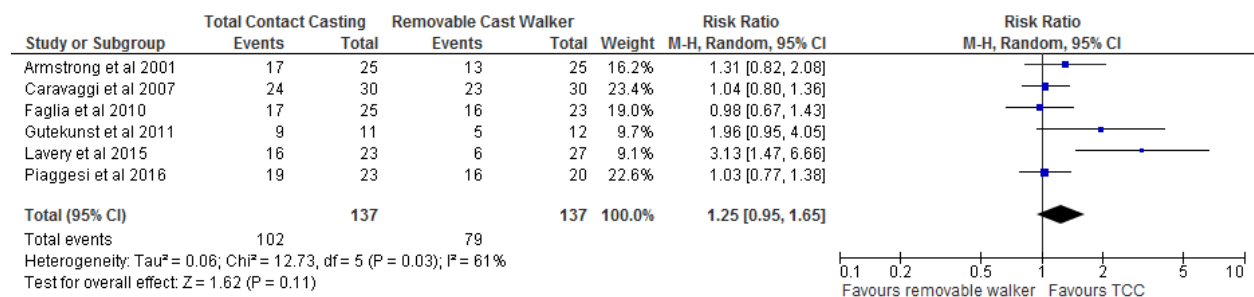 Total Contact Casting Removable Cast Walker Risk Ratio Risk Ratio
Study or Subgroup Events Total Events Total Weight M-H, Random, 95% CI M-H, Random, 95% CI
Armstrong et al 2001 17 25 13 25 16.2% 1.31 [0.82, 2.08]
Caravaggi et al 2007 24 30 23 30 23.4% 1.04 [0.80, 1.36]
Faglia et al 2010 17 25 16 23 19.0% 0.98 [0.67, 1.43]
Gutekunst et al 2011 9 11 5 12 9.7% 1.96 [0.95, 4.05]
Lavery et al 2015 16 23 6 27 9.1% 3.13 [1.47, 6.66]
Piaggesi et al 2016 19 23 16 20 22.6% 1.03 [0.77, 1.38]
Total (95% CI) 137 137 100.0% 1.25 [0.95, 1.65]
Total events 102 79
Heterogeneity: Tau² = 0.06; Chi² = 12.73, df = 5 (P = 0.03); I² = 61%
Test for overall effect: Z = 1.62 (P = 0.11)
0.1 0.2 0.5 1 2 5 10
Favours removable walker Favours TCC